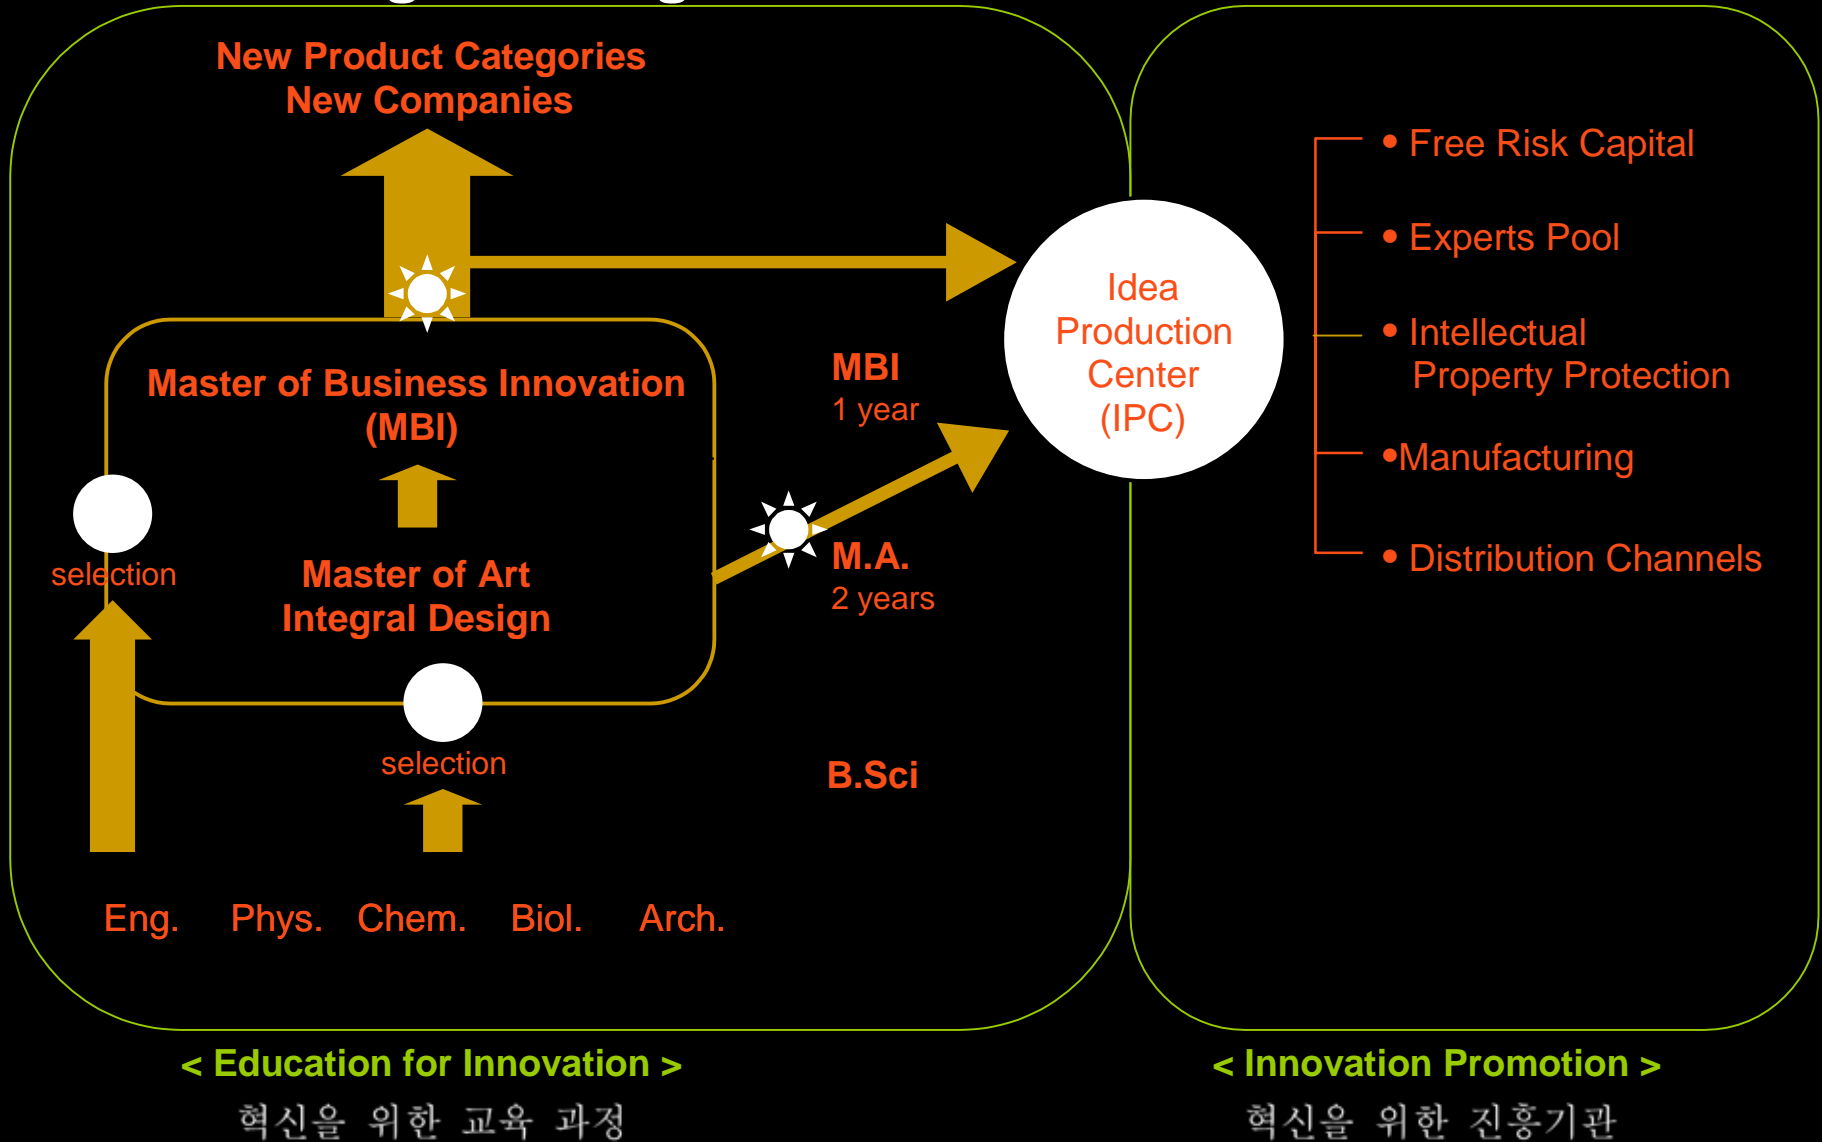 New Product Categories
New Companies
Master of Business Innovation
(MBI)
selection
Master of Art
Integral Design
selection
MBI
1 year
M.A.
2 years
B.Sci
Eng. Phys. Chem. Biol. Arch.
Idea
Production
Center
(IPC)
• Free Risk Capital
• Experts Pool
• Intellectual
Property Protection
•Manufacturing
• Distribution Channels
< Education for Innovation >
혁신을 위한 교육 과정
< Innovation Promotion >
혁신을 위한 진흥기관